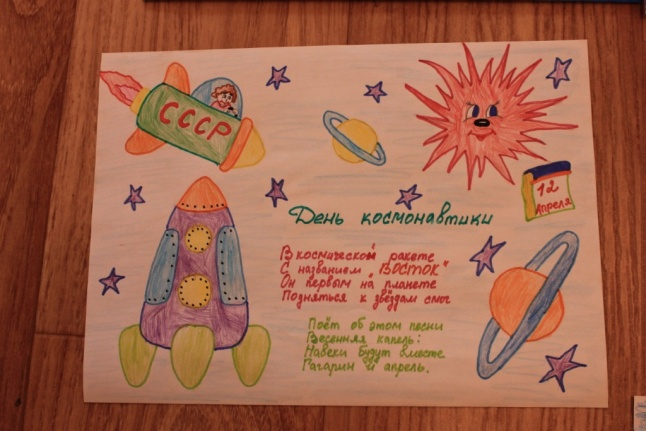 СССР
12
Апреля
День космонавтики
В космической ракете
С названием „ВОСТОК"
Он первым на планете
Подняться к звёздам смог
Поёт об этом песни
Весенняя капель:
Навеки будут вместе
Гагарин и апрель.